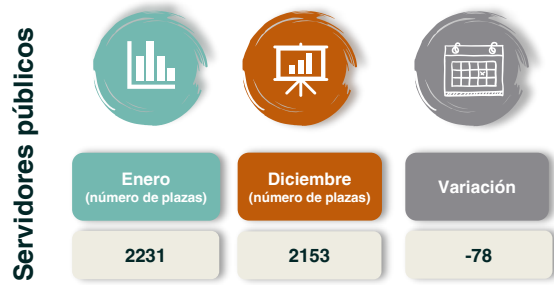 Servidores públicos
Enero
(número de plazas)
Diciembre
(número de plazas)
Variación
2231
2153
-78